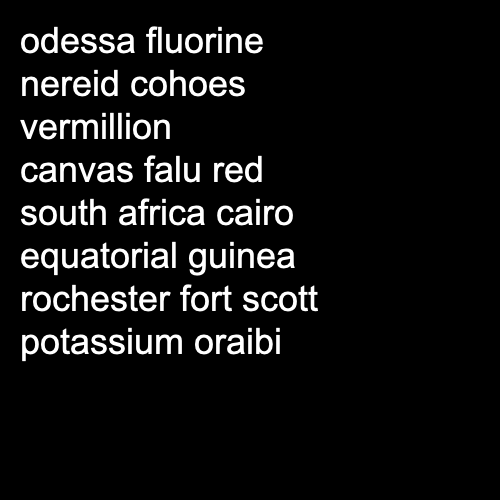 odessa fluorine
nereid cohoes
vermillion
canvas falu red
south africa cairo
equatorial guinea
rochester fort scott
potassium oraibi